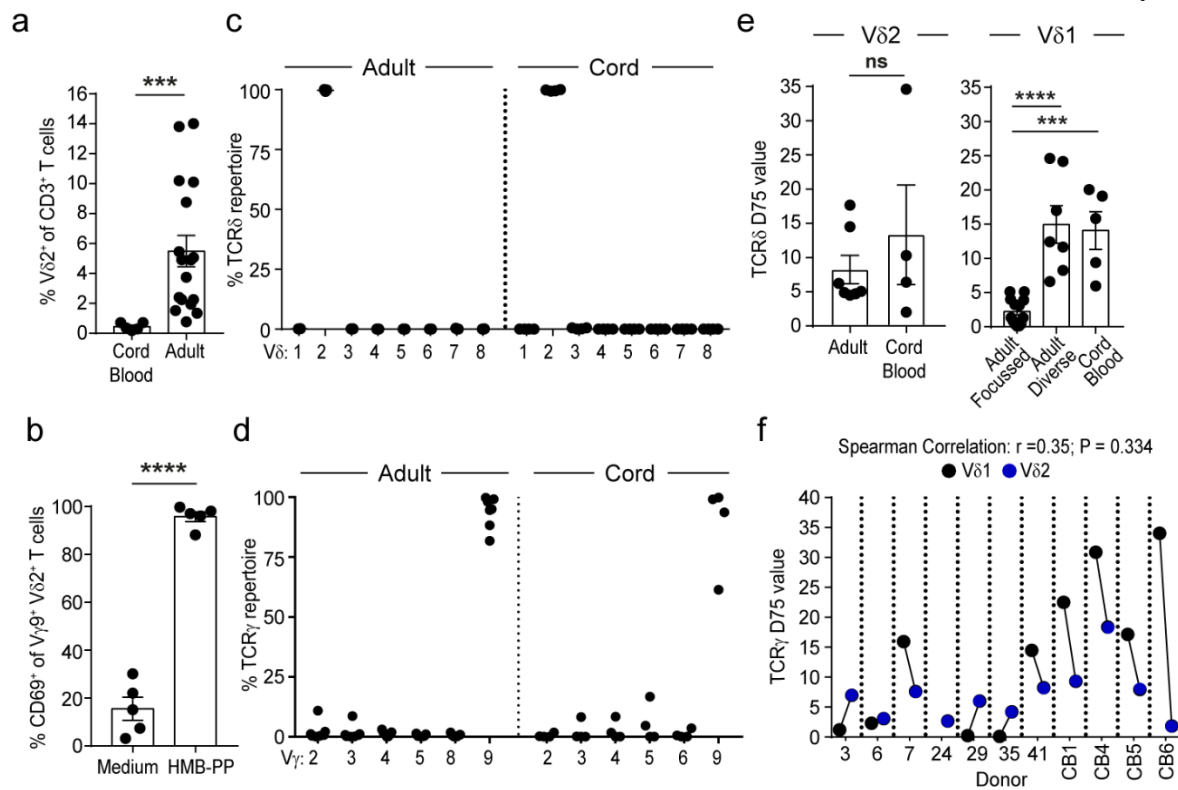 a
***
% Vδ2⁺ of CD3⁺ T cells
16
14
12
10
8
6
4
2
0
Cord Blood
Adult
b
****
% CD69⁺ of Vγ9⁺ Vδ2⁺ T cells
100
80
60
40
20
0
Medium HMB-PP
c
Adult Cord
% TCRδ repertoire
100
75
50
25
0
Vδ: 1 2 3 4 5 6 7 8 1 2 3 4 5 6 7 8
d
Adult Cord
% TCRγ repertoire
100
75
50
25
0
Vγ: 2 3 4 5 8 9 2 3 4 5 6 9
e
Vδ2
ns
TCRδ D75 value
35
30
25
20
15
10
5
0
Adult
Cord
Blood
Vδ1
****
***
35
30
25
20
15
10
5
0
Adult
Focussed
Adult
Diverse
Cord
Blood
f
Spearman Correlation: r =0.35; P = 0.334
Vδ1 Vδ2
TCRγ D75 value
40
35
30
25
20
15
10
5
0
3 6 7 24 29 35 41 CB1 CB4 CB5 CB6
Donor